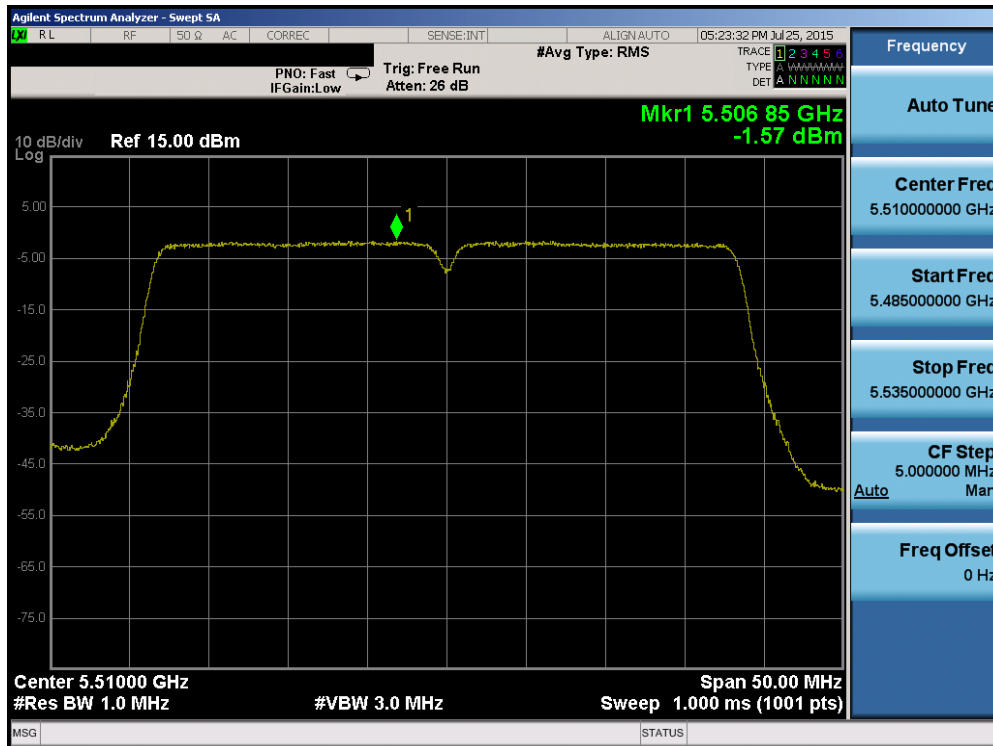 Agilent Spectrum Analyzer - Swept SA
LXI RL RF 50 Ω AC CORREC SENSE:INT ALIGN AUTO 05:23:32 PM Jul 25, 2015
#Avg Type: RMS
TRACE 1 2 3 4 5 6
TYPE A WWWWW
DET A N N N N N
PNO: Fast
IFGain:Low
Trig: Free Run
Atten: 26 dB
Mkr1 5.506 85 GHz
-1.57 dBm
10 dB/div
Log
Ref 15.00 dBm
5.00
-5.00
-15.0
-25.0
-35.0
-45.0
-55.0
-65.0
-75.0
1
Center 5.51000 GHz
#Res BW 1.0 MHz
#VBW 3.0 MHz
Span 50.00 MHz
Sweep 1.000 ms (1001 pts)
MSG
STATUS
Frequency
Auto Tune
Center Freq
5.510000000 GHz
Start Freq
5.485000000 GHz
Stop Freq
5.535000000 GHz
CF Step
5.000000 MHz
Auto Man
Freq Offset
0 Hz